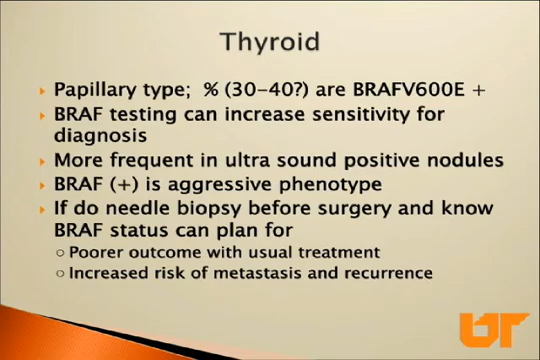 Thyroid
Papillary type; % (30-40?) are BRAFV600E +
BRAF testing can increase sensitivity for
diagnosis
More frequent in ultra sound positive nodules
BRAF (+) is aggressive phenotype
If do needle biopsy before surgery and know
BRAF status can plan for
Poorer outcome with usual treatment
Increased risk of metastasis and recurrence
UT